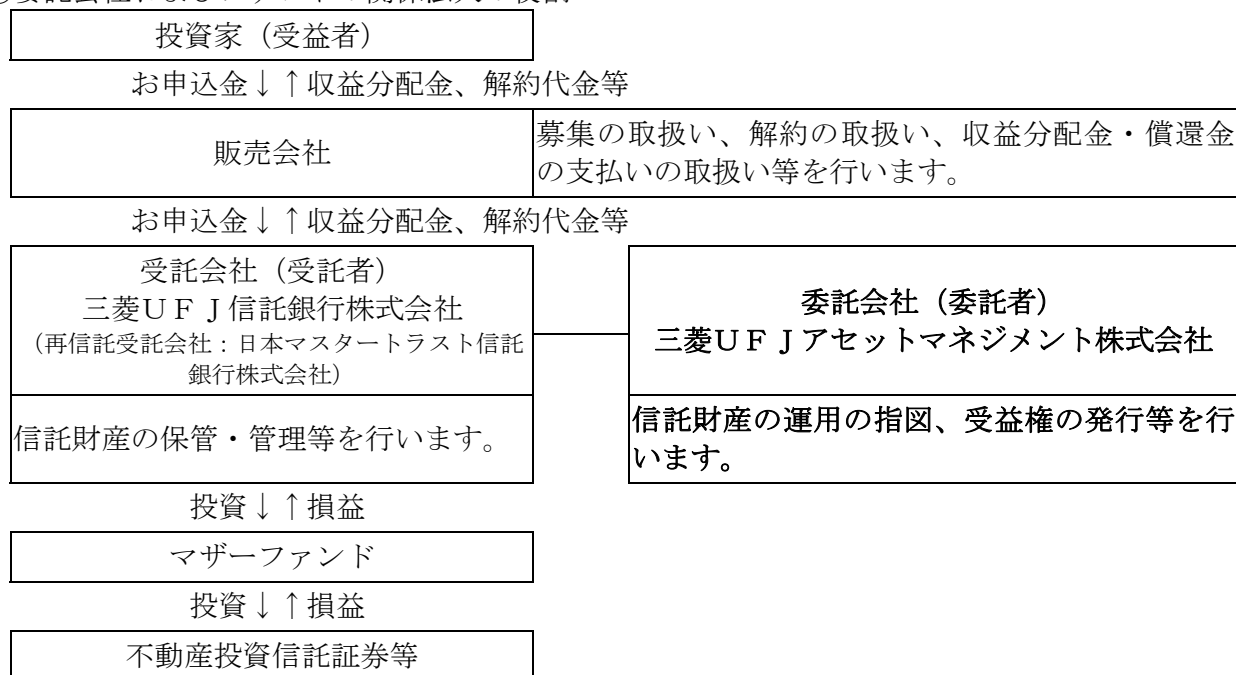 投資家（受益者）
お申込金↓↑収益分配金、解約代金等
販売会社
募集の取扱い、解約の取扱い、収益分配金・償還金
の支払いの取扱い等を行います。
お申込金↓↑収益分配金、解約代金等
受託会社（受託者）
三菱ＵＦＪ信託銀行株式会社
（再信託受託会社：日本マスタートラスト信託
銀行株式会社）
委託会社（委託者）
三菱ＵＦＪアセットマネジメント株式会社
信託財産の保管・管理等を行います。
信託財産の運用の指図、受益権の発行等を行
います。
投資↓↑損益
マザーファンド
投資↓↑損益
不動産投資信託証券等